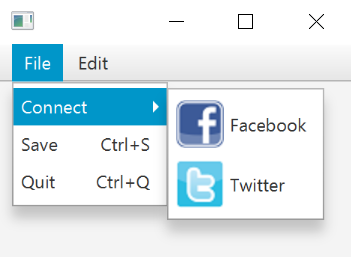 File Edit
Connect
Save Ctrl+S
Quit Ctrl+Q
f Facebook
t Twitter